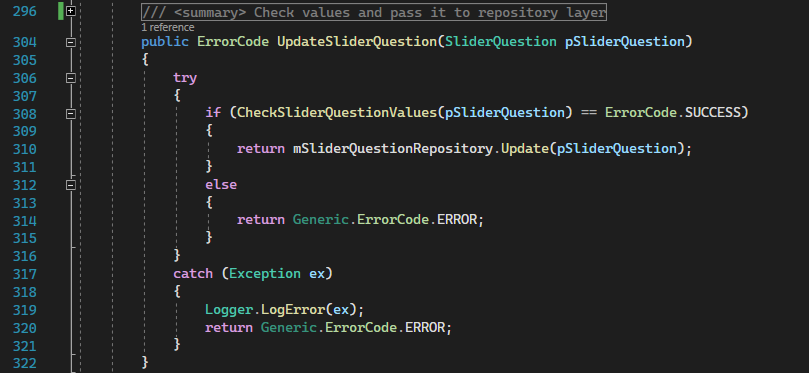 296 /// <summary> Check values and pass it to repository layer
1 reference
304 public ErrorCode UpdateSliderQuestion(SliderQuestion pSliderQuestion)
305 {
306 try
307 {
308 if (CheckSliderQuestionValues(pSliderQuestion) == ErrorCode.SUCCESS)
309 {
310 return mSliderQuestionRepository.Update(pSliderQuestion);
311 }
312 else
313 {
314 return Generic.ErrorCode.ERROR;
315 }
316 }
317 catch (Exception ex)
318 {
319 Logger.LogError(ex);
320 return Generic.ErrorCode.ERROR;
321 }
322 }